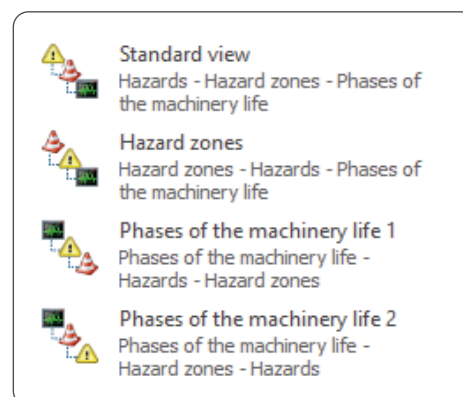 Standard view
Hazards - Hazard zones - Phases of
the machinery life
Hazard zones
Hazard zones - Hazards - Phases of
the machinery life
Phases of the machinery life 1
Phases of the machinery life -
Hazards - Hazard zones
Phases of the machinery life 2
Phases of the machinery life -
Hazard zones - Hazards